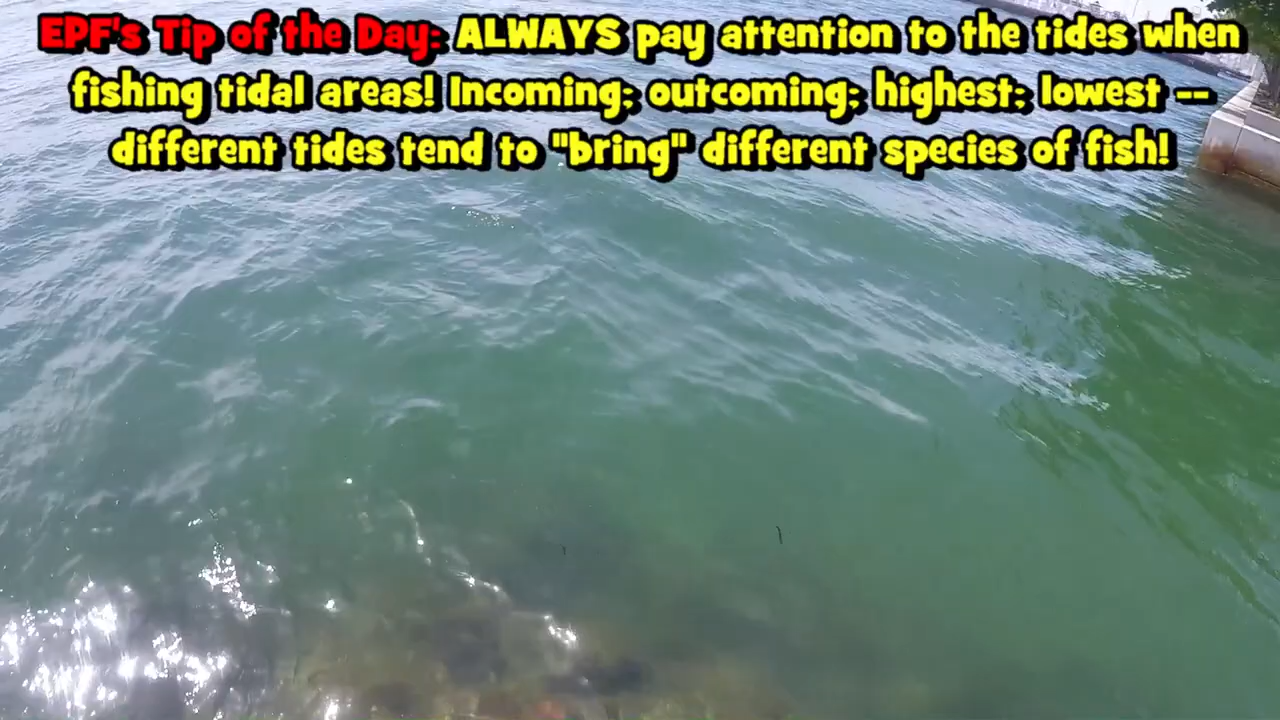 EPF's Tip of the Day: ALWAYS pay attention to the tides when
fishing tidal areas! Incoming; outcoming; highest; lowest --
different tides tend to "bring" different species of fish!